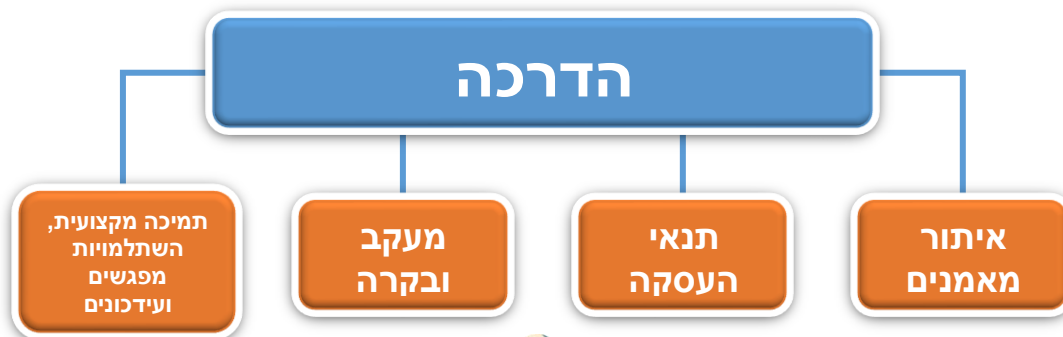 הדרכה
איתור
מאמנים
תנאי
העסקה
מעקב
ובקרה
תמיכה מקצועית,
השתלמויות
מפגשים
ועידכונים